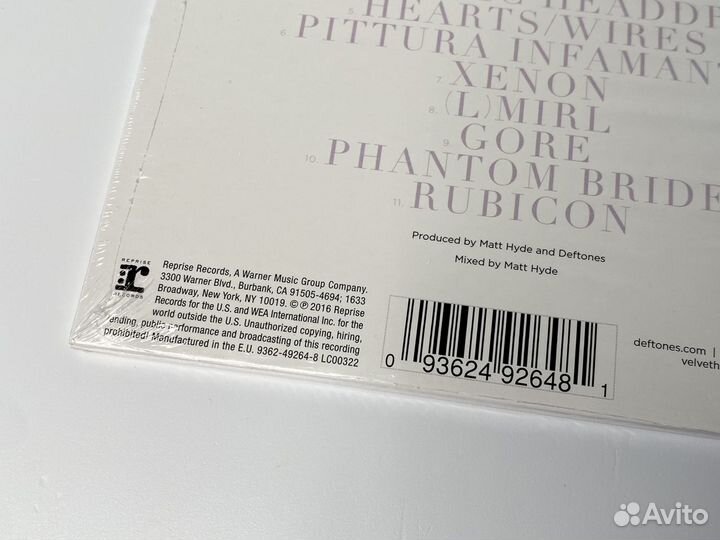 HEADD
5 HEARTS/WIRES
6 PITTURA INFAMAN
7 XENON
8 (L)MIRL
9 GORE
10 PHANTOM BRIDE
11 RUBICON
Produced by Matt Hyde and Deftones
Mixed by Matt Hyde
REPRISE
r
RECORDS
Reprise Records, A Warner Music Group Company.
3300 Warner Blvd., Burbank, CA 91505-4694; 1633
Broadway, New York, NY 10019. © ℗ 2016 Reprise
Records for the U.S. and WEA International Inc. for the
world outside the U.S. Unauthorized copying, hiring,
lending, public performance and broadcasting of this recording
prohibited! Manufactured in the E.U. 9362-49264-8 LC00322
0 93624 92648 1
deftones.com |
velveth
Avito